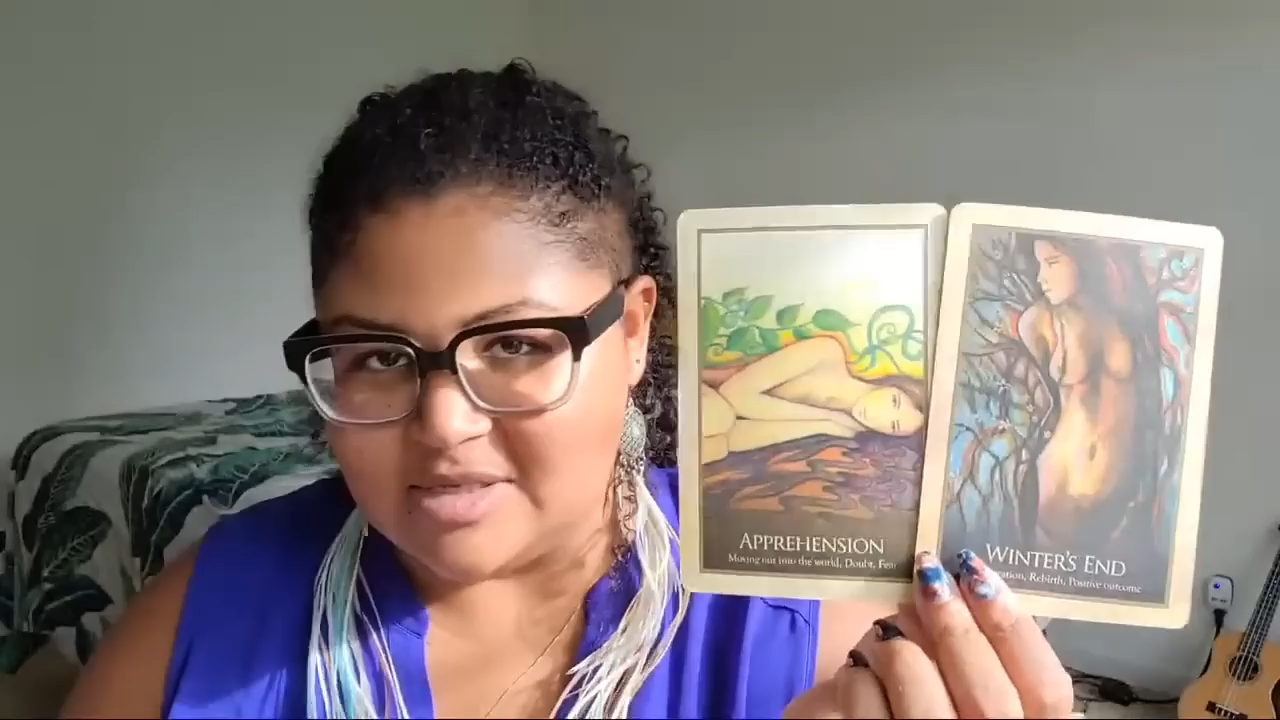 APPREHENSION
Moving out into the world, Doubt, Fear
WINTER'S END
Rebirth, Positive outcome